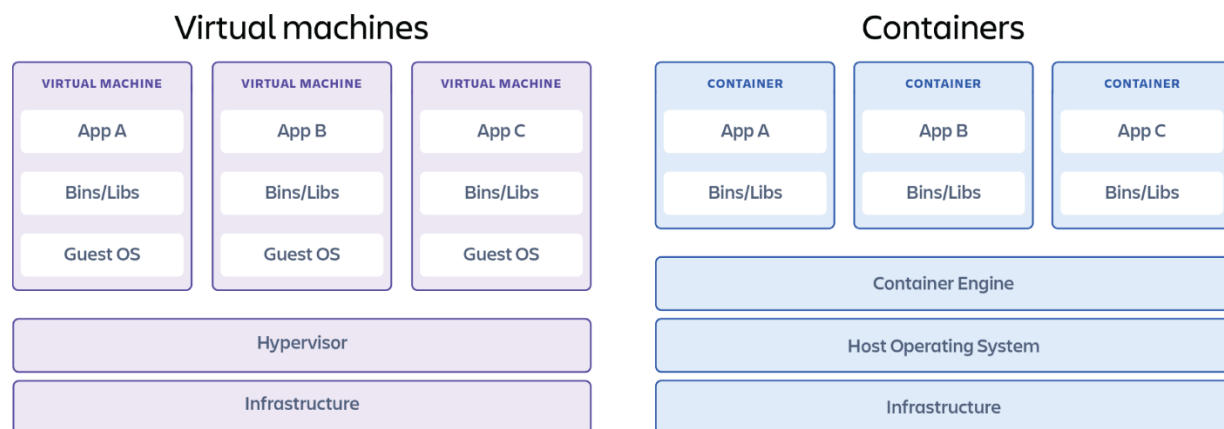 Virtual machines
VIRTUAL MACHINE
App A
Bins/Libs
Guest OS
VIRTUAL MACHINE
App B
Bins/Libs
Guest OS
VIRTUAL MACHINE
App C
Bins/Libs
Guest OS
Hypervisor
Infrastructure
Containers
CONTAINER
App A
Bins/Libs
CONTAINER
App B
Bins/Libs
CONTAINER
App C
Bins/Libs
Container Engine
Host Operating System
Infrastructure